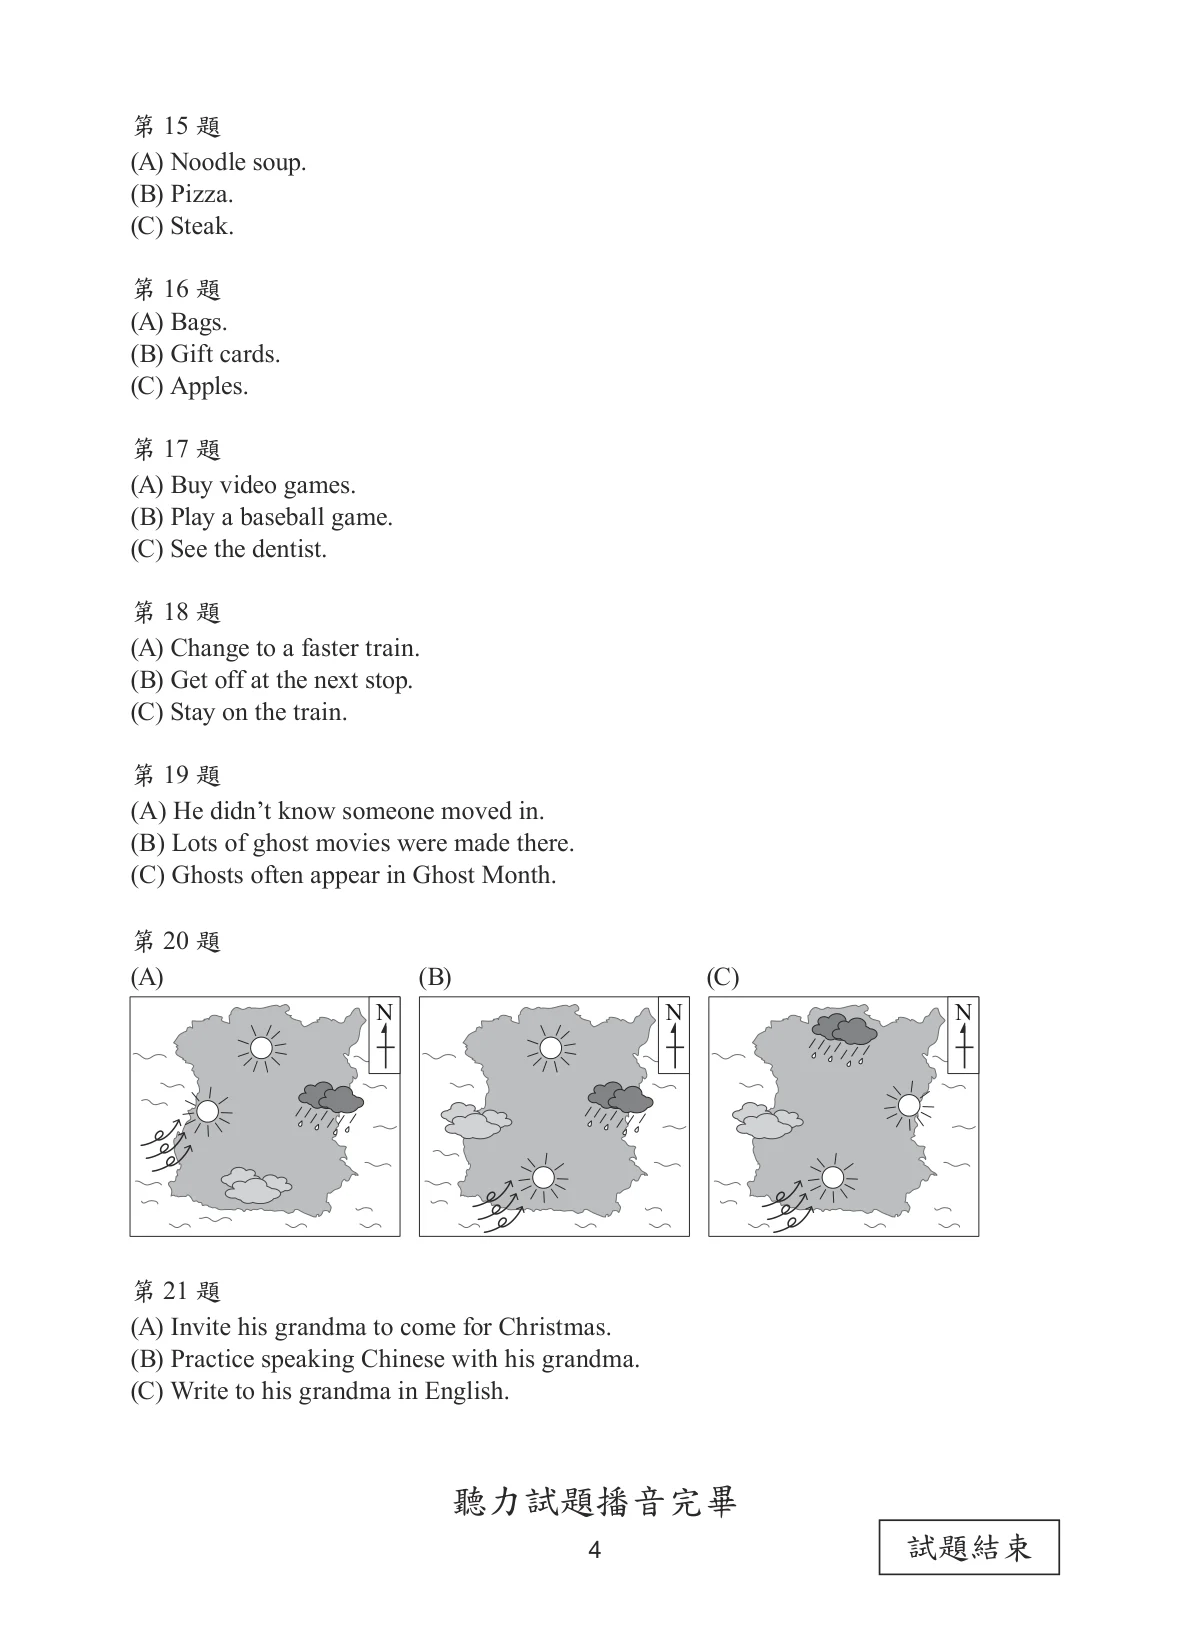 第 15 題
(A) Noodle soup.
(B) Pizza.
(C) Steak.
第 16 題
(A) Bags.
(B) Gift cards.
(C) Apples.
第 17 題
(A) Buy video games.
(B) Play a baseball game.
(C) See the dentist.
第 18 題
(A) Change to a faster train.
(B) Get off at the next stop.
(C) Stay on the train.
第 19 題
(A) He didn’t know someone moved in.
(B) Lots of ghost movies were made there.
(C) Ghosts often appear in Ghost Month.
第 20 題
(A) (B) (C)
N N N
第 21 題
(A) Invite his grandma to come for Christmas.
(B) Practice speaking Chinese with his grandma.
(C) Write to his grandma in English.
聽力試題播音完畢
4
試題結束